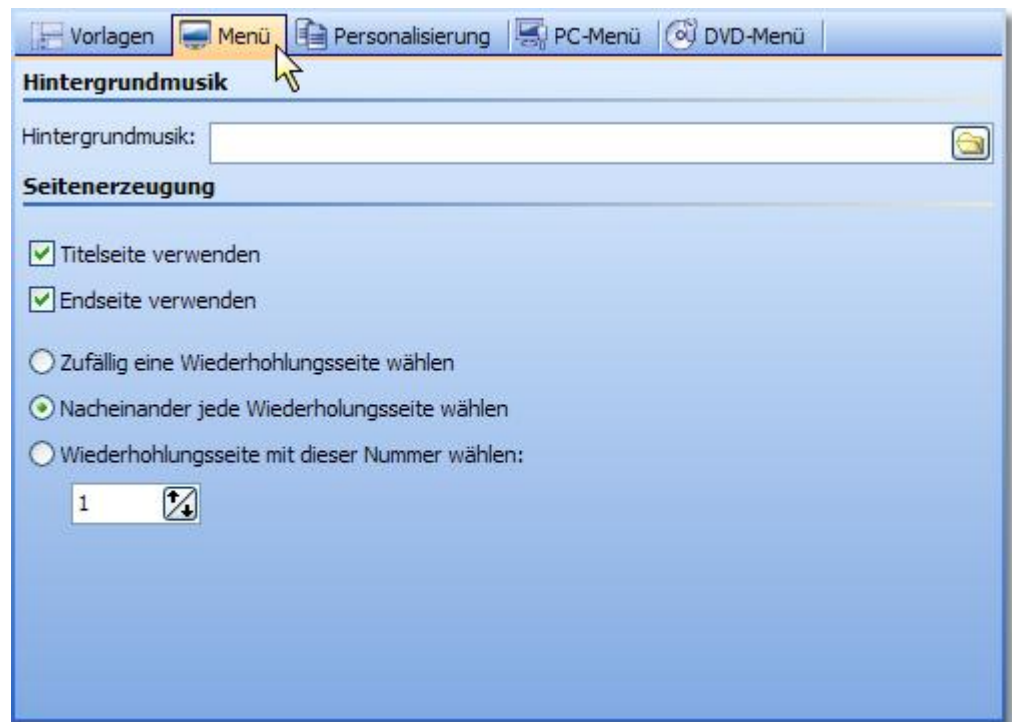 Vorlagen Menü Personalisierung PC-Menü DVD-Menü
Hintergrundmusik
Hintergrundmusik:
Seitenerzeugung
Titelseite verwenden
Endseite verwenden
Zufällig eine Wiederhohlungsseite wählen
Nacheinander jede Wiederholungsseite wählen
Wiederhohlungsseite mit dieser Nummer wählen:
1